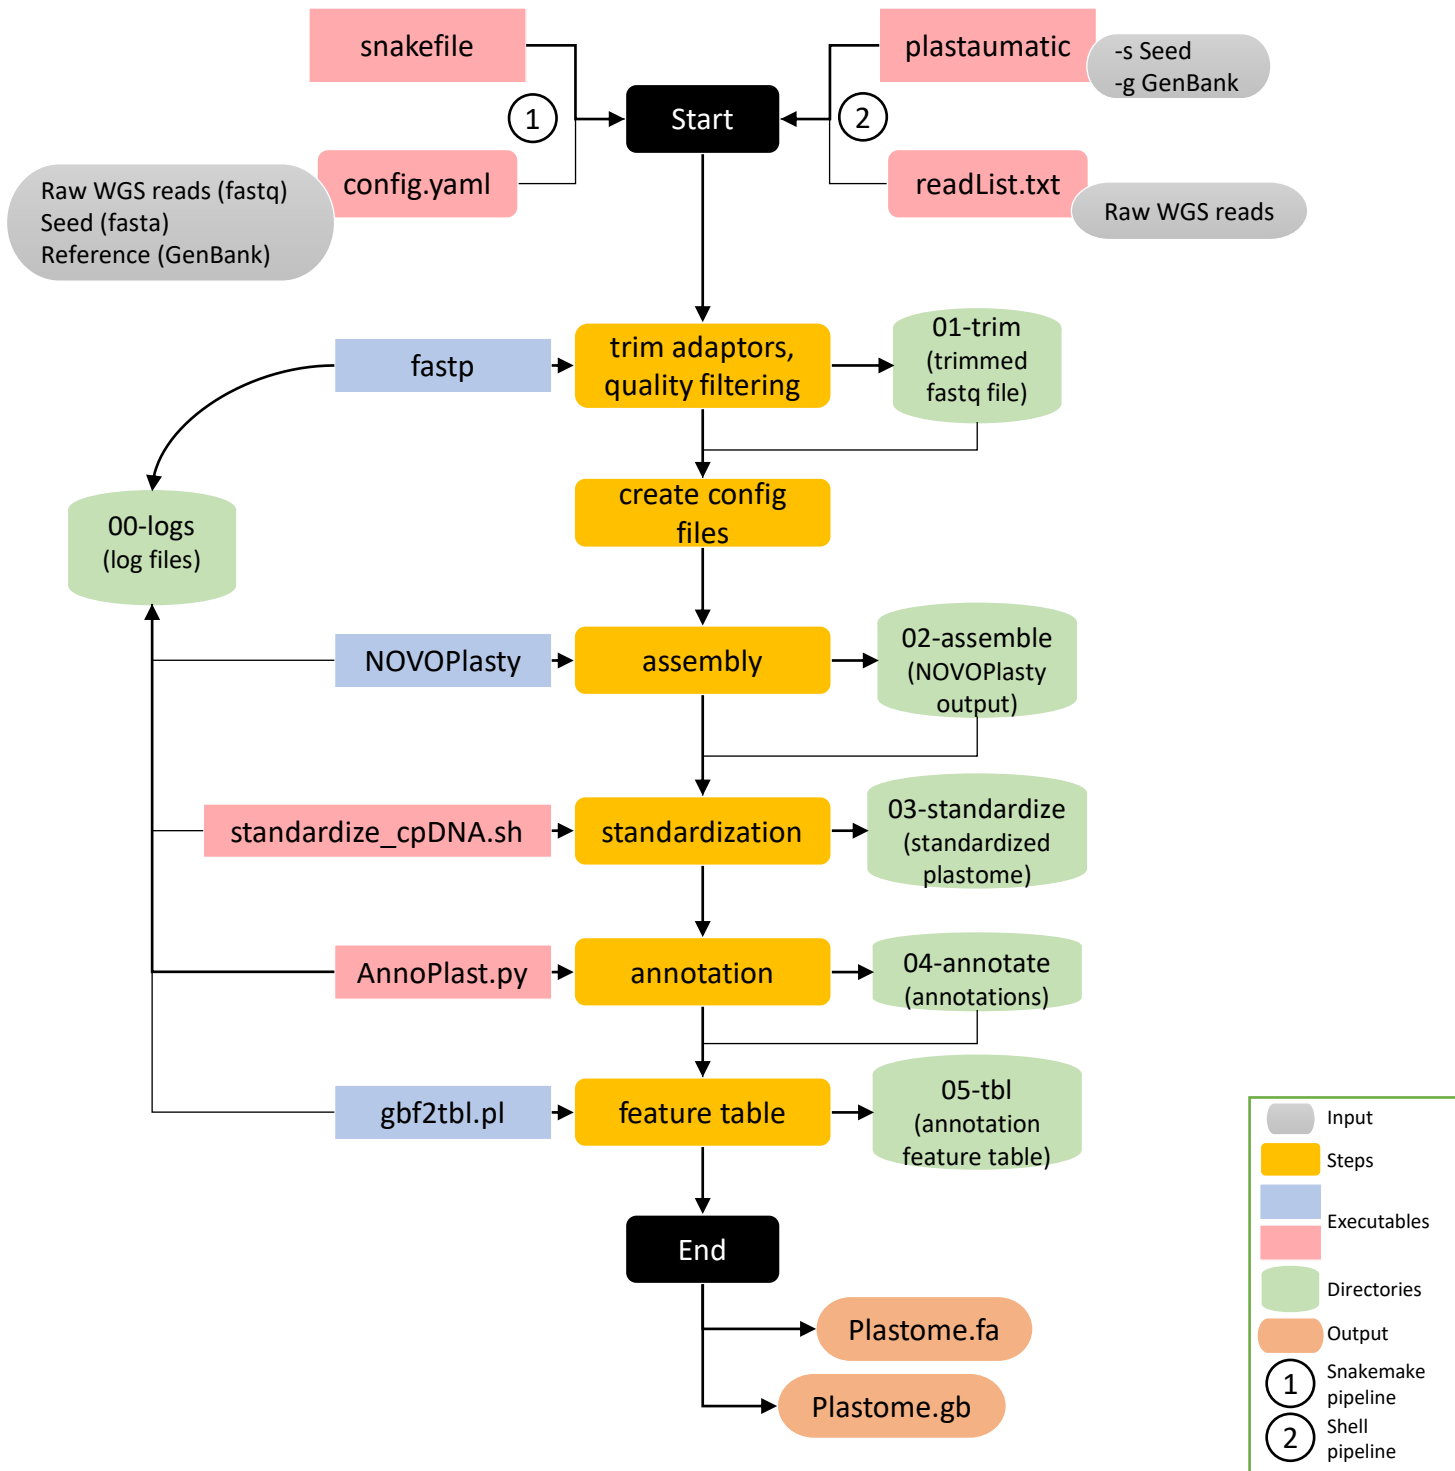 snakefile
plastaumatic
-s Seed
-g GenBank
1
Start
2
config.yaml
readList.txt
Raw WGS reads (fastq)
Seed (fasta)
Reference (GenBank)
Raw WGS reads
fastp
trim adaptors,
quality filtering
01-trim
(trimmed
fastq file)
00-logs
(log files)
create config
files
NOVOPlasty
assembly
02-assemble
(NOVOPlasty
output)
standardize_cpDNA.sh
standardization
03-standardize
(standardized
plastome)
AnnoPlast.py
annotation
04-annotate
(annotations)
gbf2tbl.pl
feature table
05-tbl
(annotation
feature table)
End
Plastome.fa
Plastome.gb
Input
Steps
Executables
Directories
Output
1
Snakemake
pipeline
2
Shell
pipeline